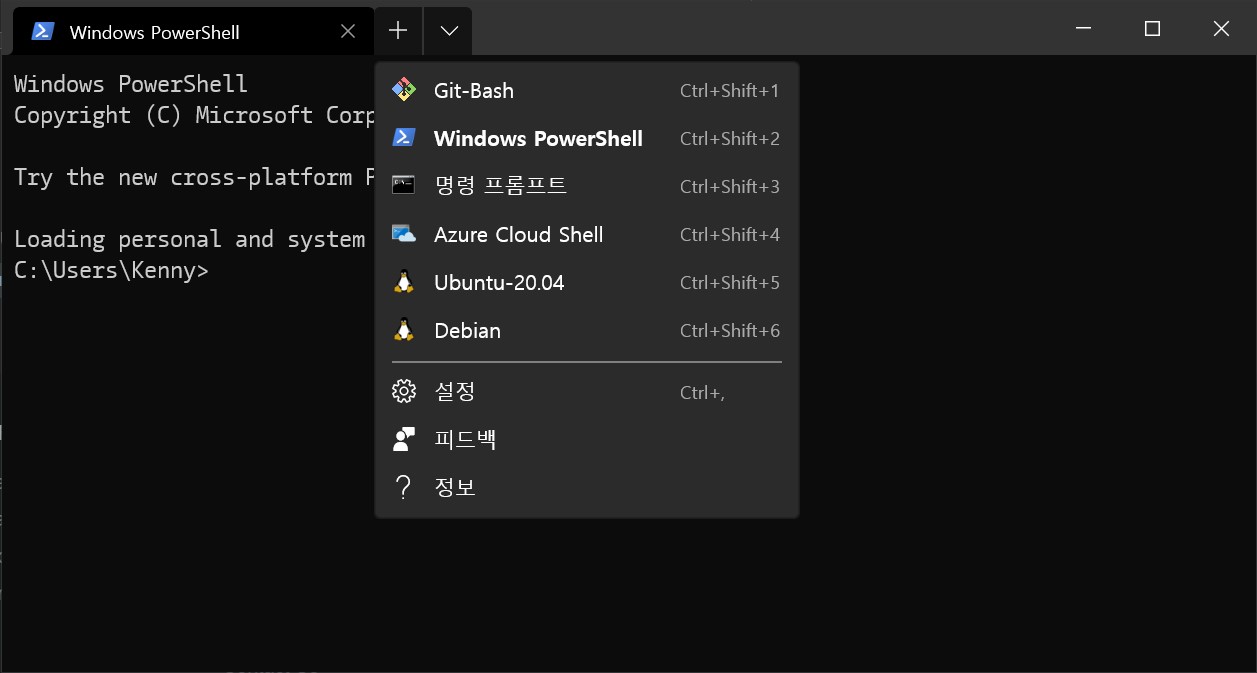 Windows PowerShell
Windows PowerShell
Copyright (C) Microsoft Corp
Try the new cross-platform P
Loading personal and system
C:\Users\Kenny>
Git-Bash Ctrl+Shift+1
Windows PowerShell Ctrl+Shift+2
명령 프롬프트 Ctrl+Shift+3
Azure Cloud Shell Ctrl+Shift+4
Ubuntu-20.04 Ctrl+Shift+5
Debian Ctrl+Shift+6
설정 Ctrl+,
피드백
정보